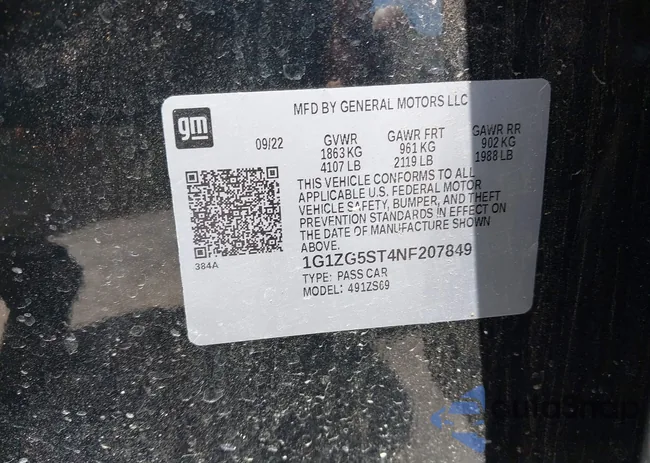 MFD BY GENERAL MOTORS LLC
gm
09/22 GVWR GAWR FRT GAWR RR
1863 KG 961 KG 902 KG
4107 LB 2119 LB 1988 LB
THIS VEHICLE CONFORMS TO ALL
APPLICABLE U.S. FEDERAL MOTOR
VEHICLE SAFETY, BUMPER, AND THEFT
PREVENTION STANDARDS IN EFFECT ON
THE DATE OF MANUFACTURE SHOWN
ABOVE.
384A
1G1ZG5ST4NF207849
TYPE: PASS CAR
MODEL: 491ZS69